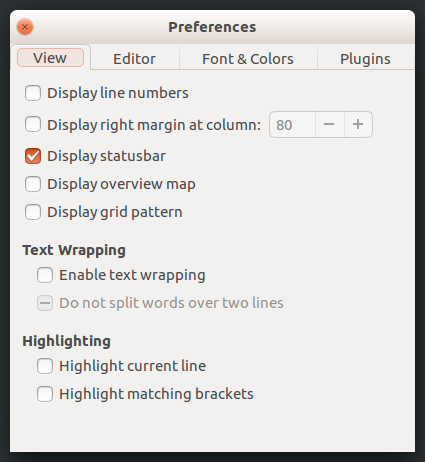 Preferences
View Editor Font & Colors Plugins
Display line numbers
Display right margin at column: 80 − +
Display statusbar
Display overview map
Display grid pattern
Text Wrapping
Enable text wrapping
Do not split words over two lines
Highlighting
Highlight current line
Highlight matching brackets